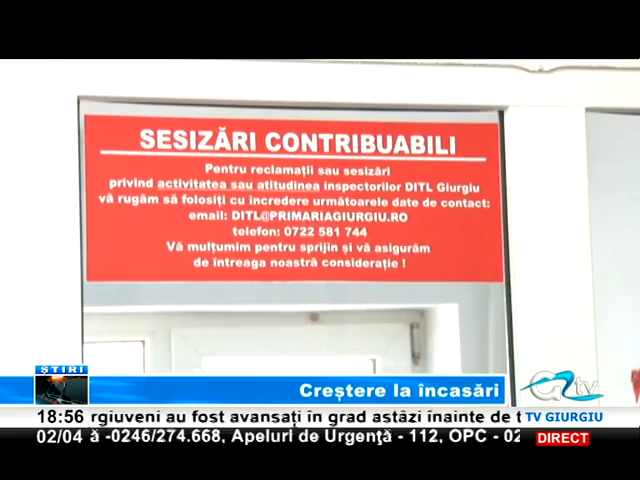 SESIZĂRI CONTRIBUABILI
Pentru reclamații sau sesizări
privind activitatea sau atitudinea inspectorilor DITL Giurgiu
vă rugăm să folosiți cu incredere următoarele date de contact:
email: DITL@PRIMARIAGIURGIU.RO
telefon: 0722 581 744
Vă mulțumim pentru sprijin și vă asigurăm
de întreaga noastră considerație !
ȘTIRI
Creștere la încasări
G tv
18:56 rgiuveni au fost avansați în grad astăzi înainte de t TV GIURGIU
02/04 à -0246/274.668, Apeluri de Urgenţă - 112, OPC - 02 DIRECT